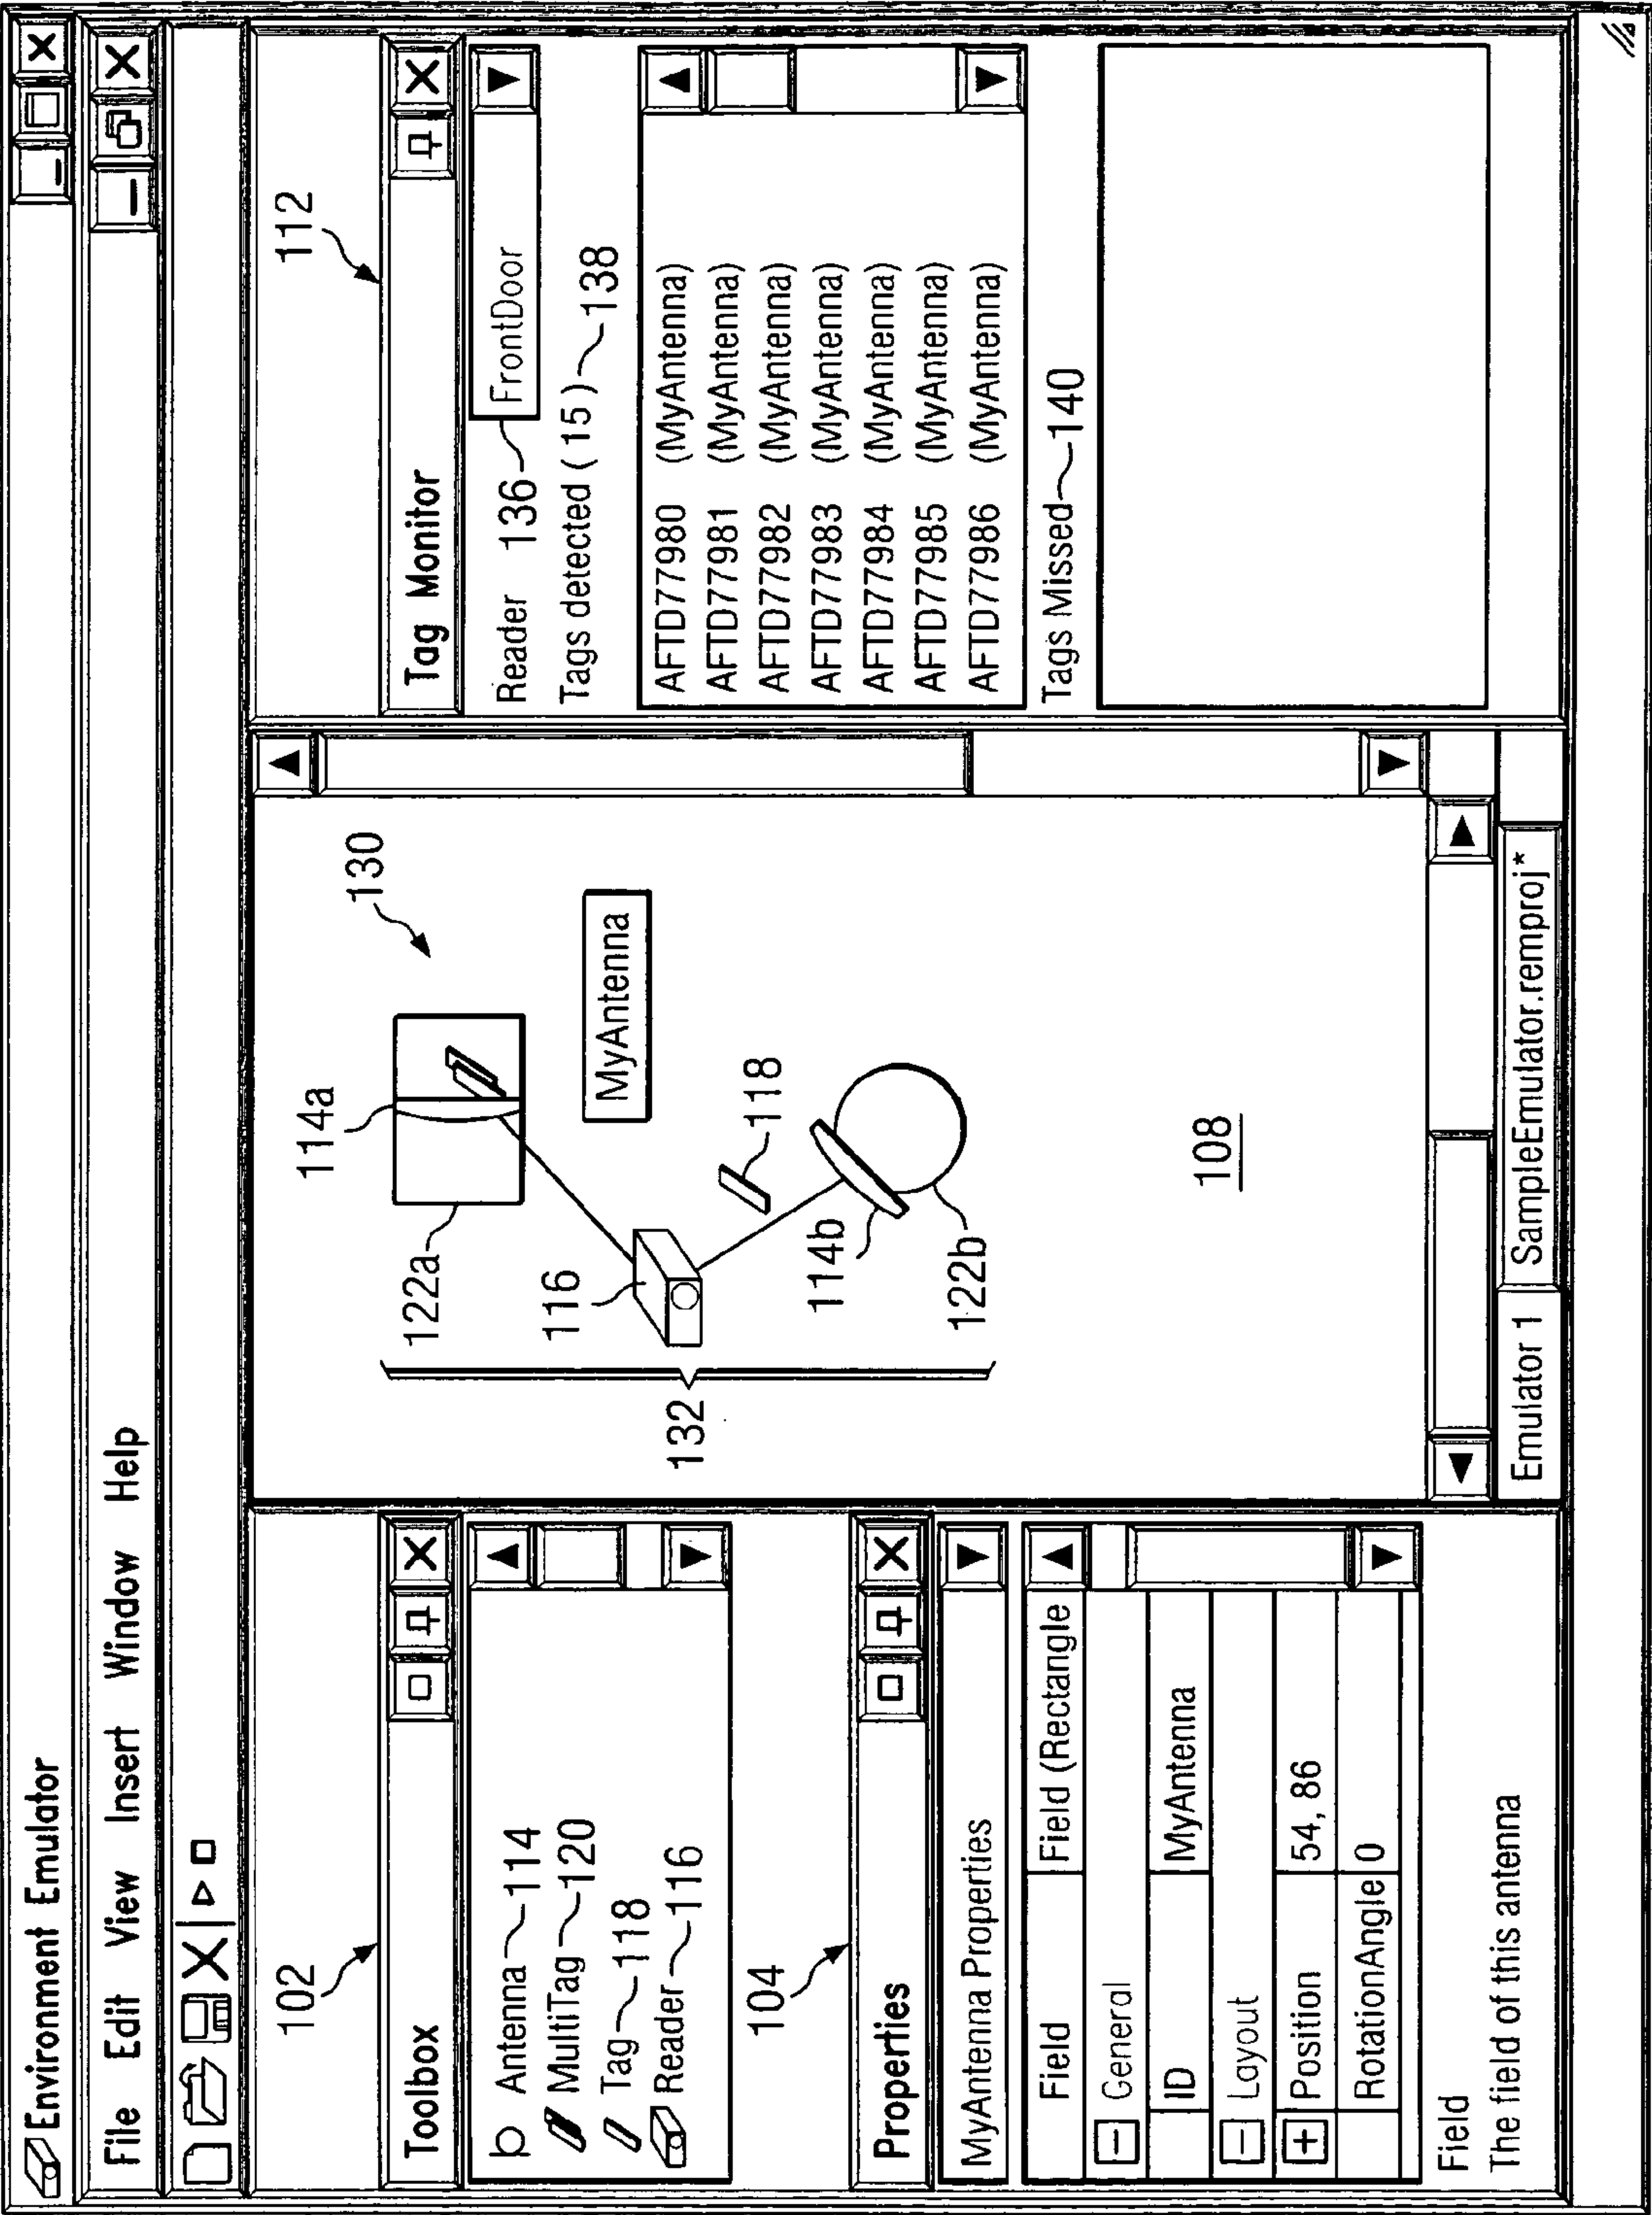 Environment Emulator
File Edit View Insert Window Help
102
Toolbox
Antenna 114
MultiTag 120
Tag 118
Reader 116
104
Properties
MyAntenna Properties
Field Field (Rectangle
General
ID MyAntenna
Layout
Position 54, 86
RotationAngle 0
Field
The field of this antenna
130
114a
122a
MyAntenna
116
118
132
114b
122b
108
Emulator 1 SampleEmulator.remproj*
112
Tag Monitor
Reader 136 FrontDoor
Tags detected ( 15 ) 138
AFTD77980 (MyAntenna)
AFTD77981 (MyAntenna)
AFTD77982 (MyAntenna)
AFTD77983 (MyAntenna)
AFTD77984 (MyAntenna)
AFTD77985 (MyAntenna)
AFTD77986 (MyAntenna)
Tags Missed 140